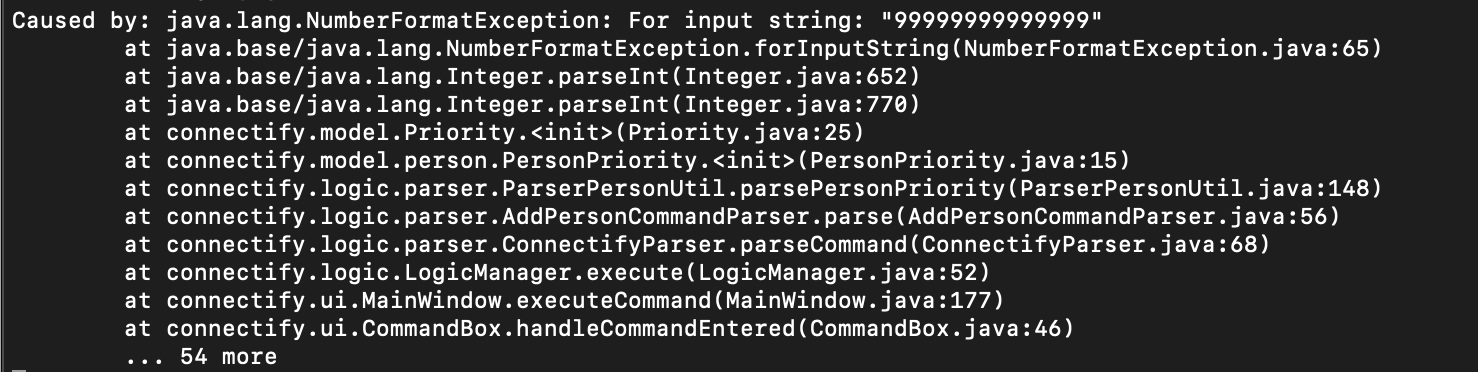 Caused by: java.lang.NumberFormatException: For input string: "99999999999999"
at java.base/java.lang.NumberFormatException.forInputString(NumberFormatException.java:65)
at java.base/java.lang.Integer.parseInt(Integer.java:652)
at java.base/java.lang.Integer.parseInt(Integer.java:770)
at connectify.model.Priority.<init>(Priority.java:25)
at connectify.model.person.PersonPriority.<init>(PersonPriority.java:15)
at connectify.logic.parser.ParserPersonUtil.parsePersonPriority(ParserPersonUtil.java:148)
at connectify.logic.parser.AddPersonCommandParser.parse(AddPersonCommandParser.java:56)
at connectify.logic.parser.ConnectifyParser.parseCommand(ConnectifyParser.java:68)
at connectify.logic.LogicManager.execute(LogicManager.java:52)
at connectify.ui.MainWindow.executeCommand(MainWindow.java:177)
at connectify.ui.CommandBox.handleCommandEntered(CommandBox.java:46)
... 54 more